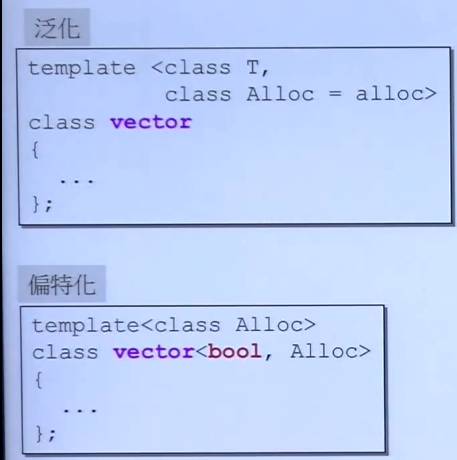 泛化
template <class T,
          class Alloc = alloc>
class vector
{
  ...
};
偏特化
template<class Alloc>
class vector<bool, Alloc>
{
  ...
};